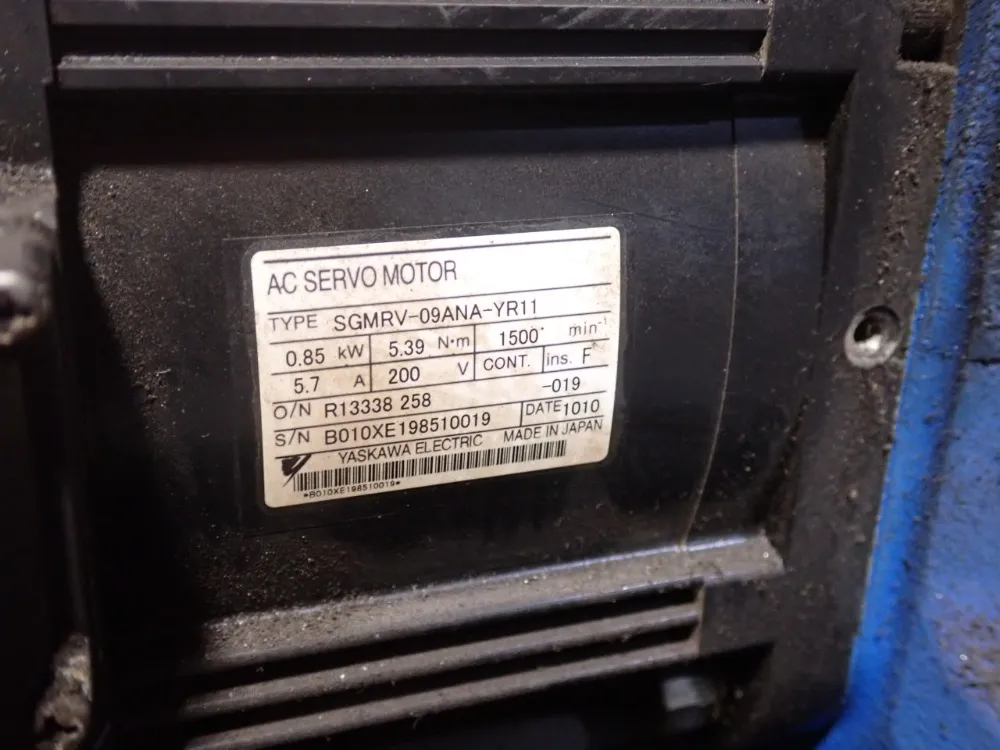 AC SERVO MOTOR
TYPE SGMRV-09ANA-YR11
0.85 kW 5.39 N·m 1500 min⁻¹
5.7 A 200 V CONT. ins. F
O/N R13338 258 -019
S/N B010XE198510019 DATE 1010
YASKAWA ELECTRIC MADE IN JAPAN
*B010XE198510019*